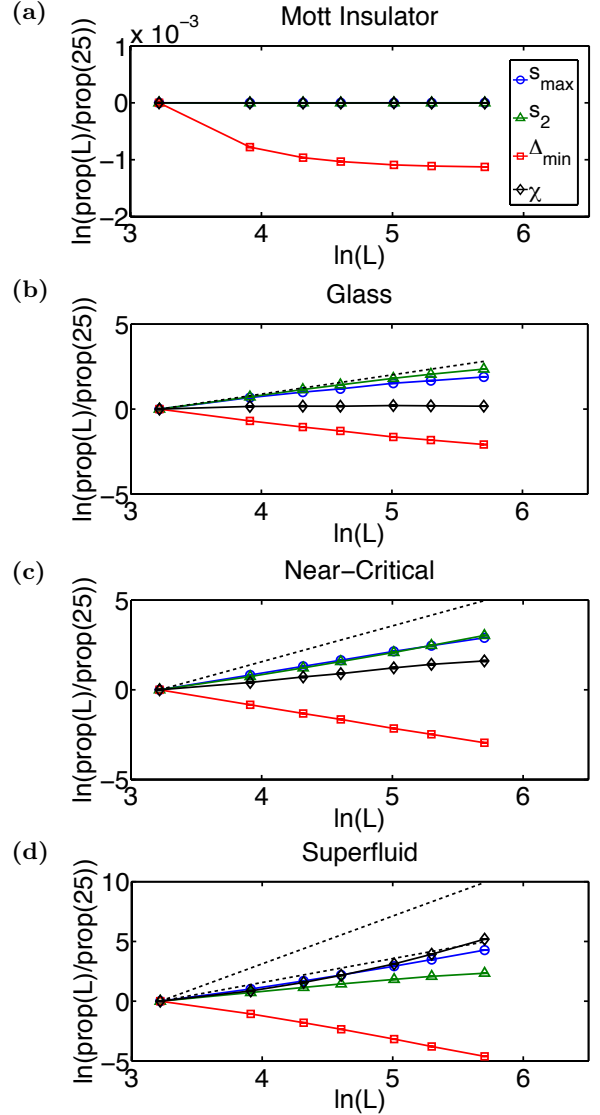 (a)
Mott Insulator
1 x 10⁻³
0
−1
−2
3
4
5
6
ln(prop(L)/prop(25))
ln(L)
s_max
s_2
Δ_min
χ
(b)
Glass
5
0
−5
3
4
5
6
ln(prop(L)/prop(25))
ln(L)
(c)
Near−Critical
5
0
−5
3
4
5
6
ln(prop(L)/prop(25))
ln(L)
(d)
Superfluid
10
5
0
−5
3
4
5
6
ln(prop(L)/prop(25))
ln(L)